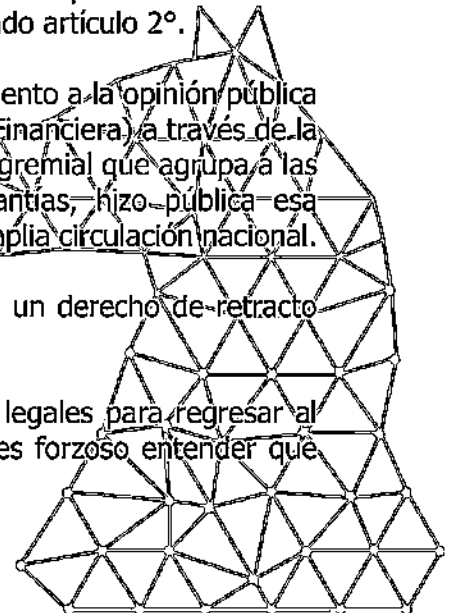 do artículo 2°.
ento a la opinión pública
Financiera) a través de la
gremial que agrupa a las
antías, hizo pública esa
plia circulación nacional.
un derecho de retracto
legales para regresar al
es forzoso entender que